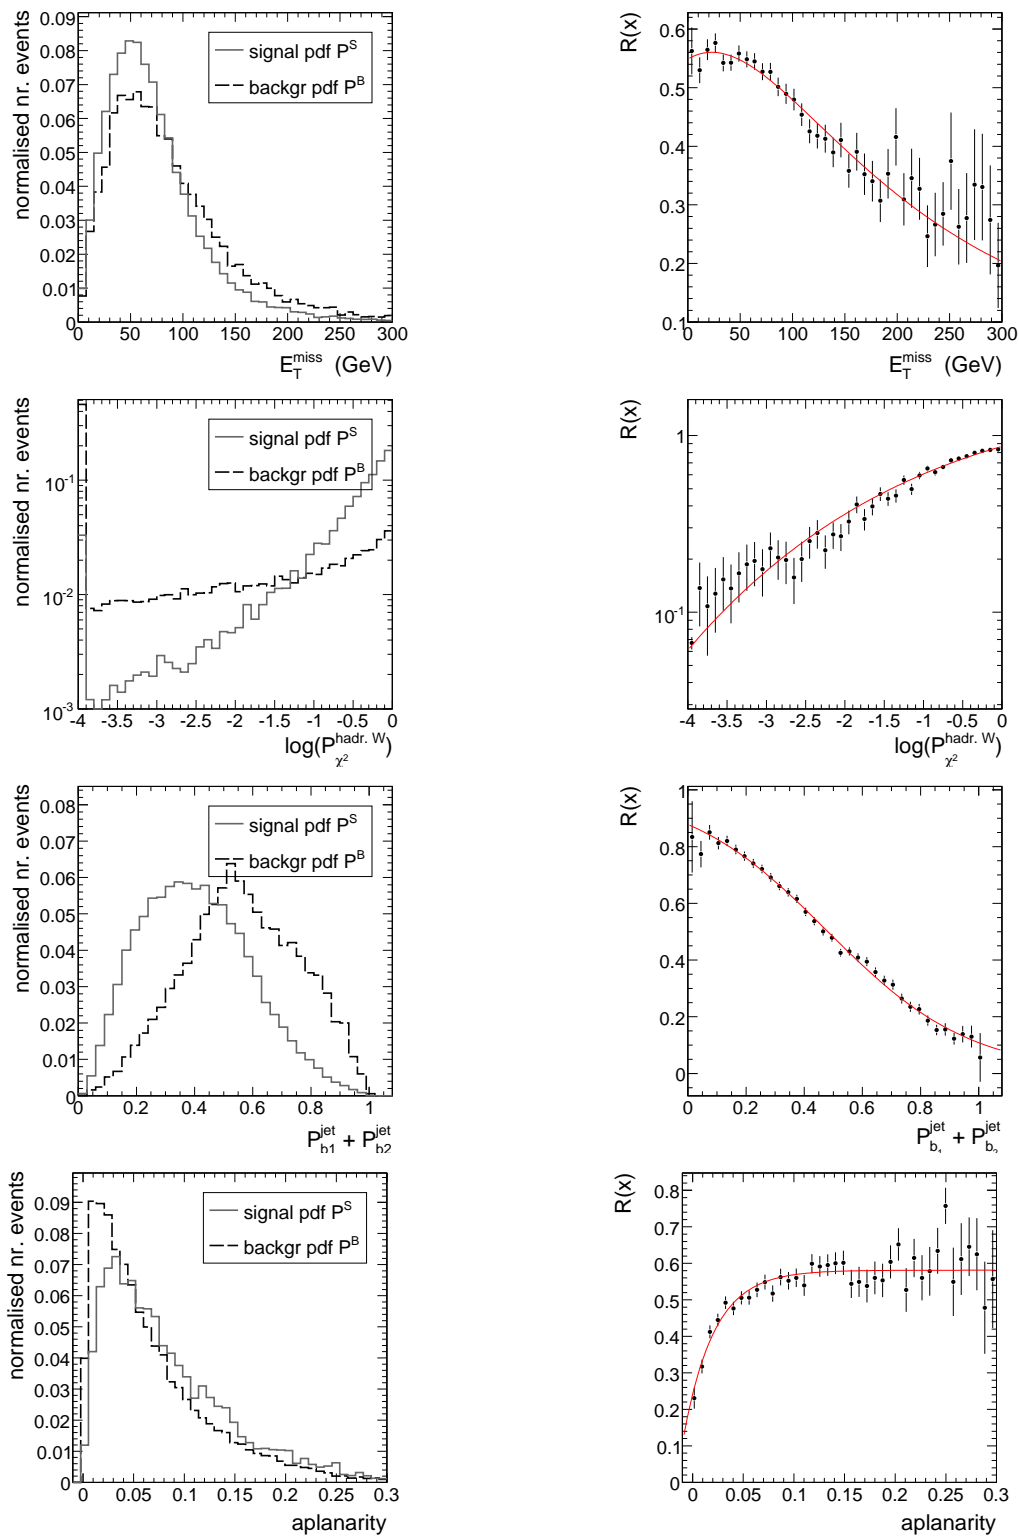 normalised nr. events
0.09
0.08
0.07
0.06
0.05
0.04
0.03
0.02
0.01
0
signal pdf P^S
backgr pdf P^B
0 50 100 150 200 250 300
E_T^miss (GeV)
R(x)
0.6
0.5
0.4
0.3
0.2
0.1
0 50 100 150 200 250 300
E_T^miss (GeV)
normalised nr. events
10^-1
10^-2
10^-3
signal pdf P^S
backgr pdf P^B
-4 -3.5 -3 -2.5 -2 -1.5 -1 -0.5 0
log(P_χ²^hadr. W)
R(x)
1
10^-1
-4 -3.5 -3 -2.5 -2 -1.5 -1 -0.5 0
log(P_χ²^hadr. W)
normalised nr. events
0.08
0.07
0.06
0.05
0.04
0.03
0.02
0.01
0
signal pdf P^S
backgr pdf P^B
0 0.2 0.4 0.6 0.8 1
P_b1^jet + P_b2^jet
R(x)
1
0.8
0.6
0.4
0.2
0
0 0.2 0.4 0.6 0.8 1
P_b₁^jet + P_b₂^jet
normalised nr. events
0.09
0.08
0.07
0.06
0.05
0.04
0.03
0.02
0.01
0
signal pdf P^S
backgr pdf P^B
0 0.05 0.1 0.15 0.2 0.25 0.3
aplanarity
R(x)
0.8
0.7
0.6
0.5
0.4
0.3
0.2
0.1
0
0 0.05 0.1 0.15 0.2 0.25 0.3
aplanarity